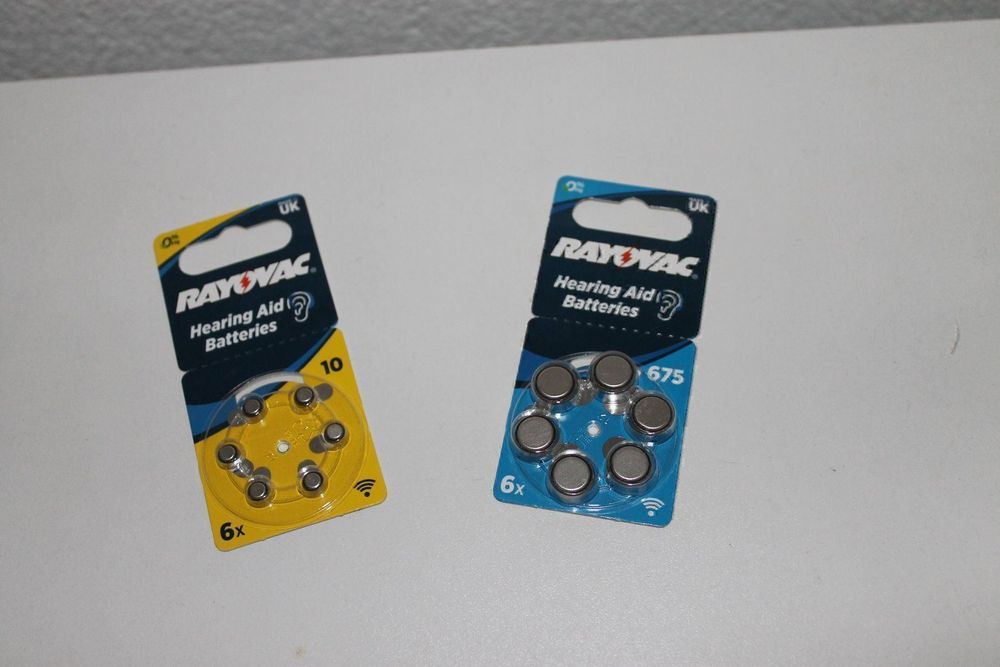 UK
RAYOVAC
Hearing Aid
Batteries
10
6x
UK
RAYOVAC
Hearing Aid
Batteries
675
6x